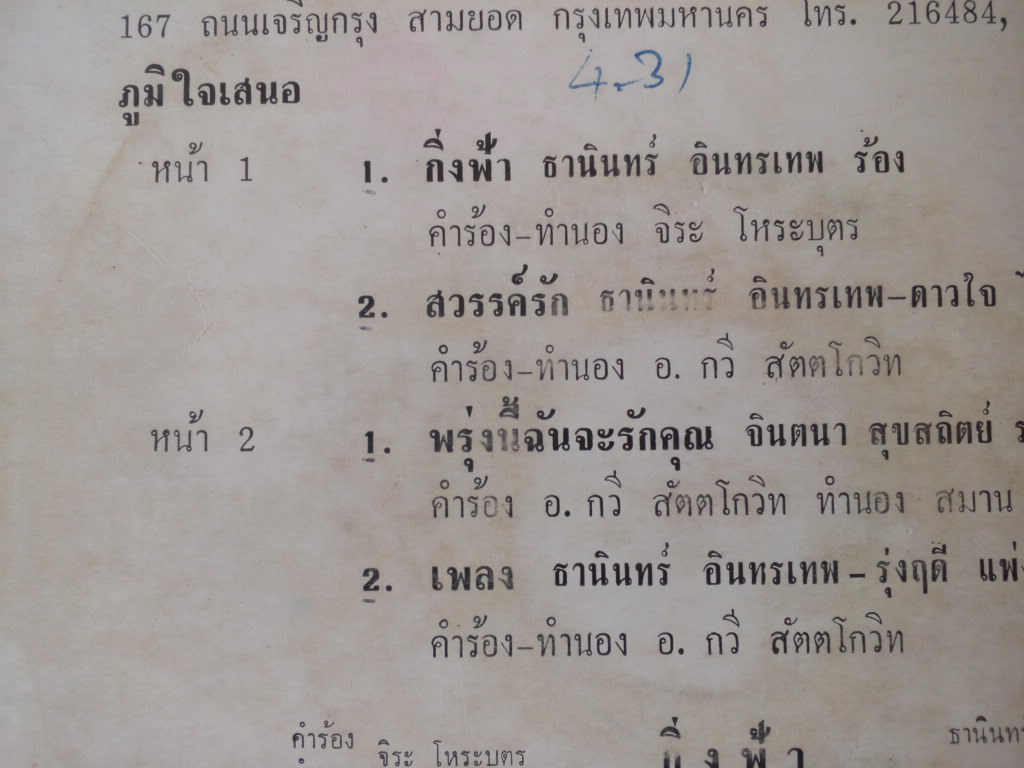 167 ถนนเจริญกรุง สามยอด กรุงเทพมหานคร โทร. 216484,
4-31
ภูมิใจเสนอ
หน้า 1 1. กิ่งฟ้า ธานินทร์ อินทรเทพ ร้อง
คำร้อง-ทำนอง จิระ โหระบุตร
2. สวรรค์รัก ธานินทร์ อินทรเทพ-ดาวใจ
คำร้อง-ทำนอง อ. กวี สัตตโกวิท
หน้า 2 1. พรุ่งนี้ฉันจะรักคุณ จินตนา สุขสถิตย์
คำร้อง อ. กวี สัตตโกวิท ทำนอง สมาน
2. เพลง ธานินทร์ อินทรเทพ-รุ่งฤดี
คำร้อง-ทำนอง อ. กวี สัตตโกวิท
คำร้อง กิ่งฟ้า
จิระ โหระบุตร